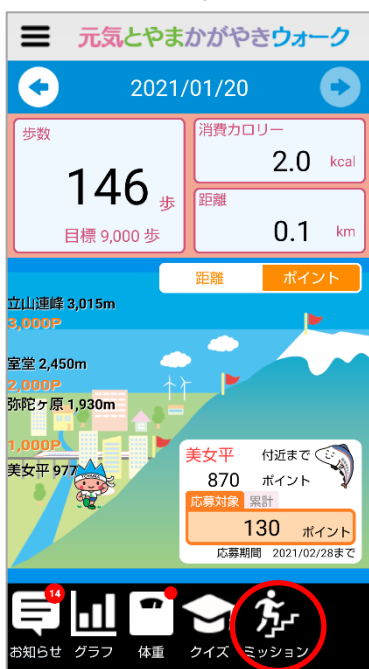 元気とやまかがやきウォーク
2021/01/20
歩数
146 歩
目標 9,000 歩
消費カロリー
2.0 kcal
距離
0.1 km
距離 ポイント
立山連峰 3,015m
3,000P
室堂 2,450m
2,000P
弥陀ヶ原 1,930m
1,000P
美女平 977
美女平 付近まで
870 ポイント
応募対象 累計
130 ポイント
応募期間 2021/02/28まで
14
お知らせ グラフ 体重 クイズ ミッション